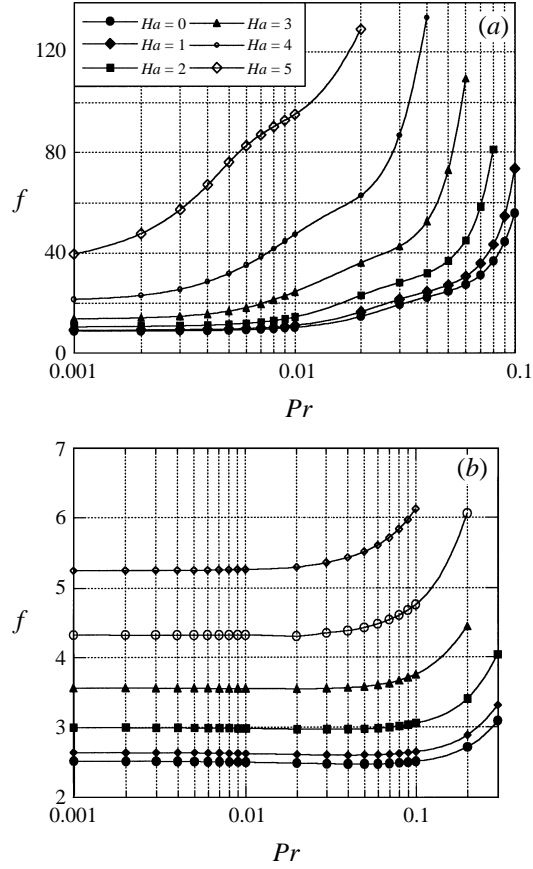 (a)
Ha = 0 Ha = 3
Ha = 1 Ha = 4
Ha = 2 Ha = 5
120
80
f
40
0
0.001 0.01 0.1
Pr
(b)
7
6
5
f
4
3
2
0.001 0.01 0.1
Pr